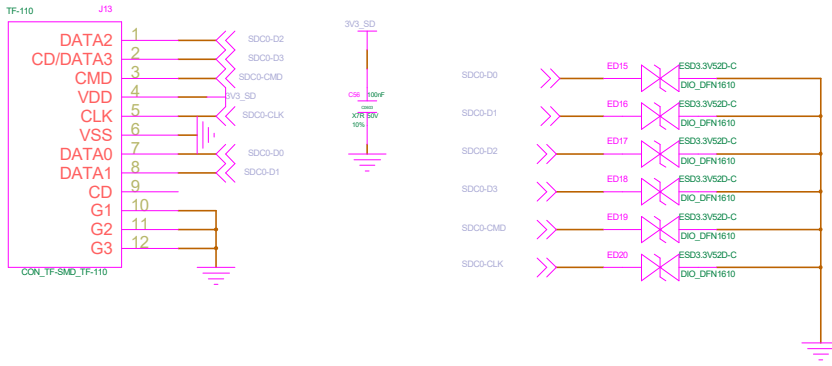 TF-110 J13
DATA2 1 SDC0-D2
CD/DATA3 2 SDC0-D3
CMD 3 SDC0-CMD
VDD 4 3V3_SD
CLK 5 SDC0-CLK
VSS 6
DATA0 7 SDC0-D0
DATA1 8 SDC0-D1
CD 9
G1 10
G2 11
G3 12
CON_TF-SMD_TF-110
3V3_SD
C56 100nF
X7R 50V
10%
SDC0-D0 ED15 ESD3.3V52D-C
DIO_DFN1610
SDC0-D1 ED16 ESD3.3V52D-C
DIO_DFN1610
SDC0-D2 ED17 ESD3.3V52D-C
DIO_DFN1610
SDC0-D3 ED18 ESD3.3V52D-C
DIO_DFN1610
SDC0-CMD ED19 ESD3.3V52D-C
DIO_DFN1610
SDC0-CLK ED20 ESD3.3V52D-C
DIO_DFN1610